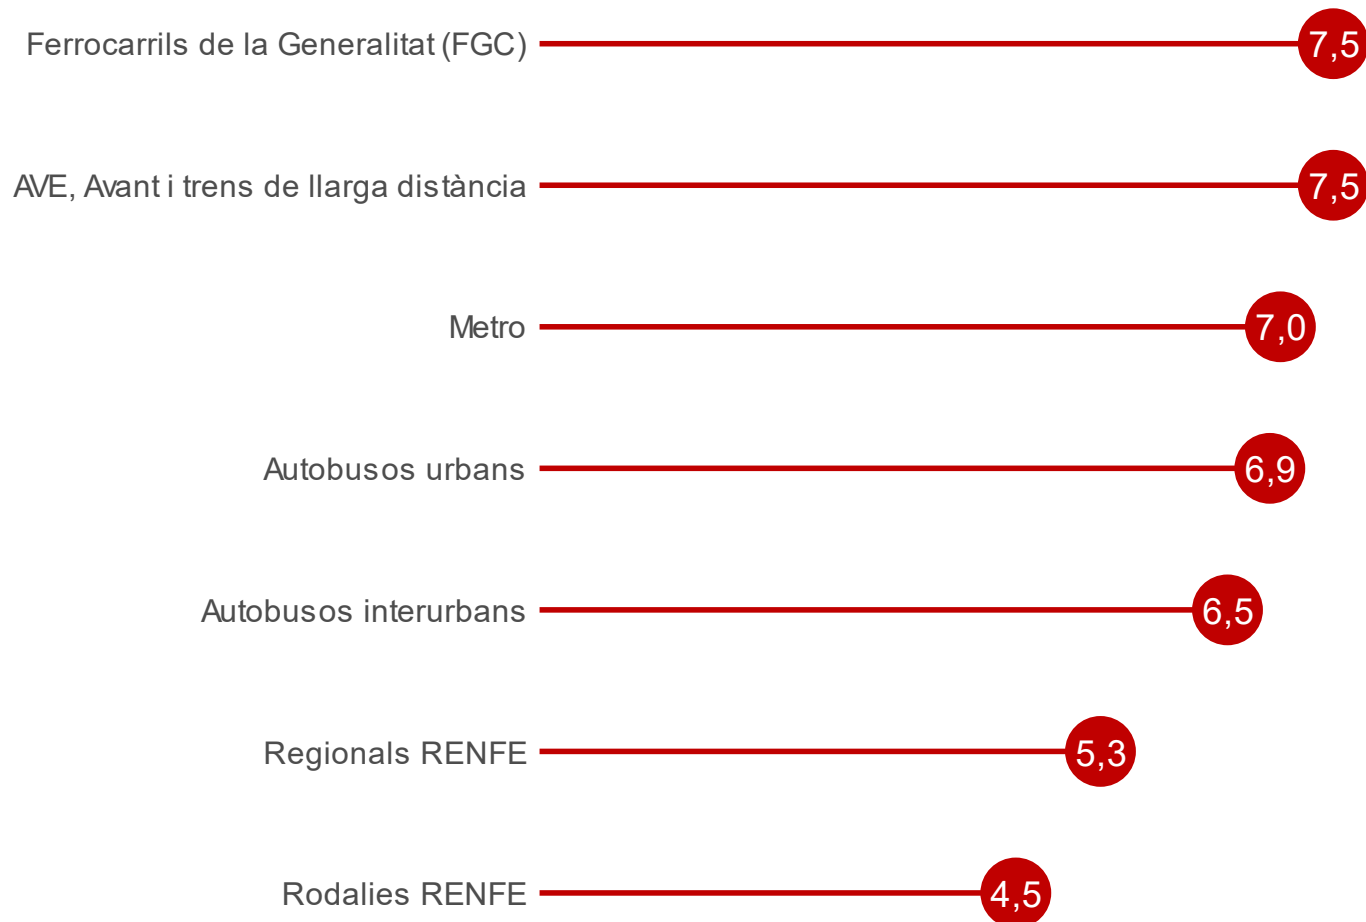 Ferrocarrils de la Generalitat (FGC) 7,5
AVE, Avant i trens de llarga distància 7,5
Metro 7,0
Autobusos urbans 6,9
Autobusos interurbans 6,5
Regionals RENFE 5,3
Rodalies RENFE 4,5